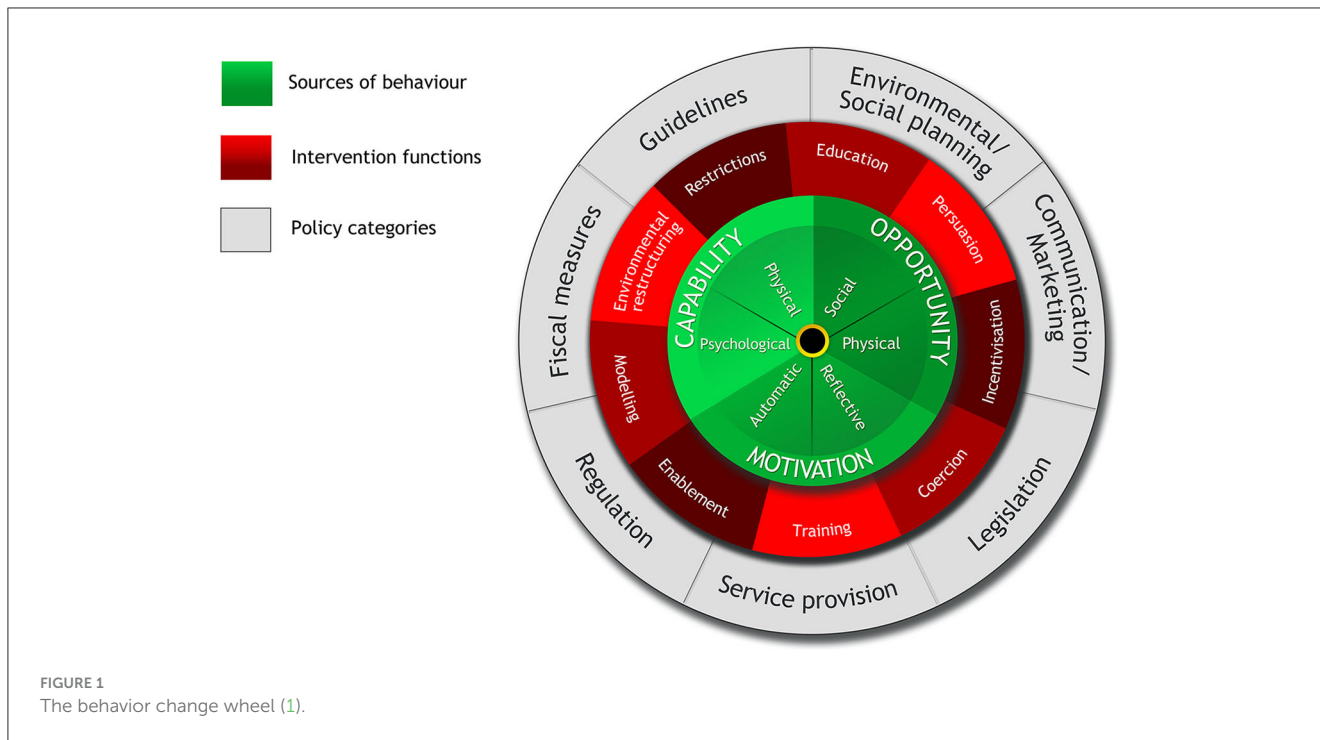 Sources of behaviour
Intervention functions
Policy categories
Guidelines
Environmental/
Social planning
Communication/
Marketing
Legislation
Service provision
Regulation
Fiscal measures
Restrictions
Education
Persuasion
Incentivisation
Coercion
Training
Enablement
Modelling
Environmental
restructuring
CAPABILITY
OPPORTUNITY
MOTIVATION
Physical
Social
Psychological
Physical
Automatic
Reflective
FIGURE 1
The behavior change wheel (1).